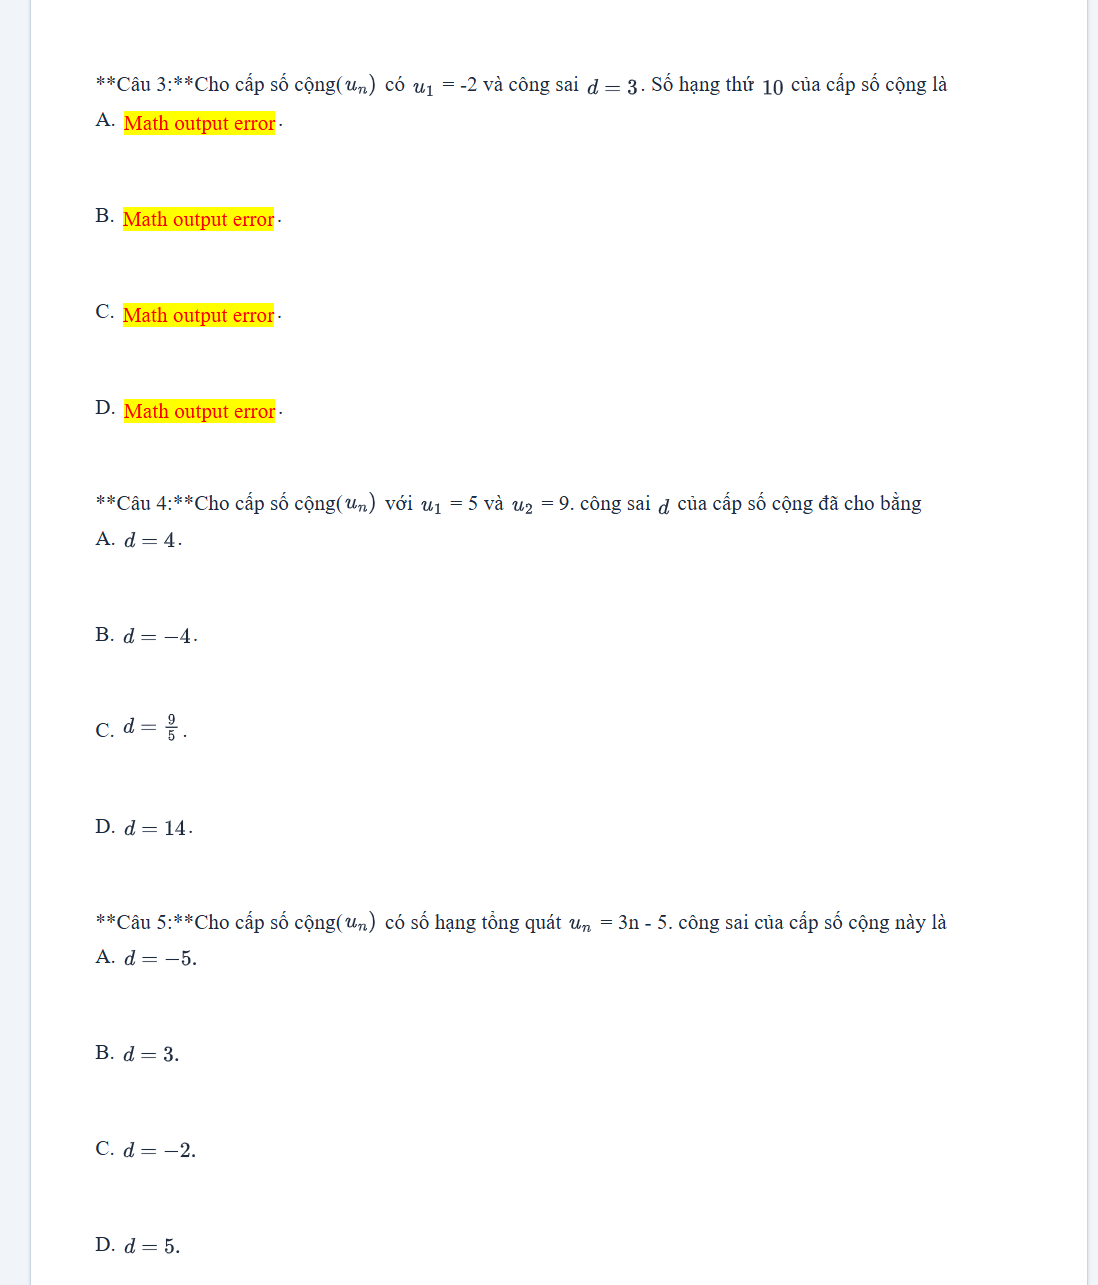 **Câu 3:**Cho cấp số cộng(uₙ) có u₁ = -2 và công sai d = 3. Số hạng thứ 10 của cấp số cộng là
A. Math output error.
B. Math output error.
C. Math output error.
D. Math output error.
**Câu 4:**Cho cấp số cộng(uₙ) với u₁ = 5 và u₂ = 9. công sai d của cấp số cộng đã cho bằng
A. d = 4.
B. d = −4.
C. d = 9/5.
D. d = 14.
**Câu 5:**Cho cấp số cộng(uₙ) có số hạng tổng quát uₙ = 3n - 5. công sai của cấp số cộng này là
A. d = −5.
B. d = 3.
C. d = −2.
D. d = 5.